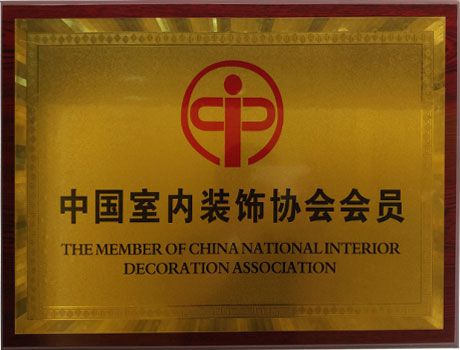 中国室内装饰协会会员
THE MEMBER OF CHINA NATIONAL INTERIOR
DECORATION ASSOCIATION